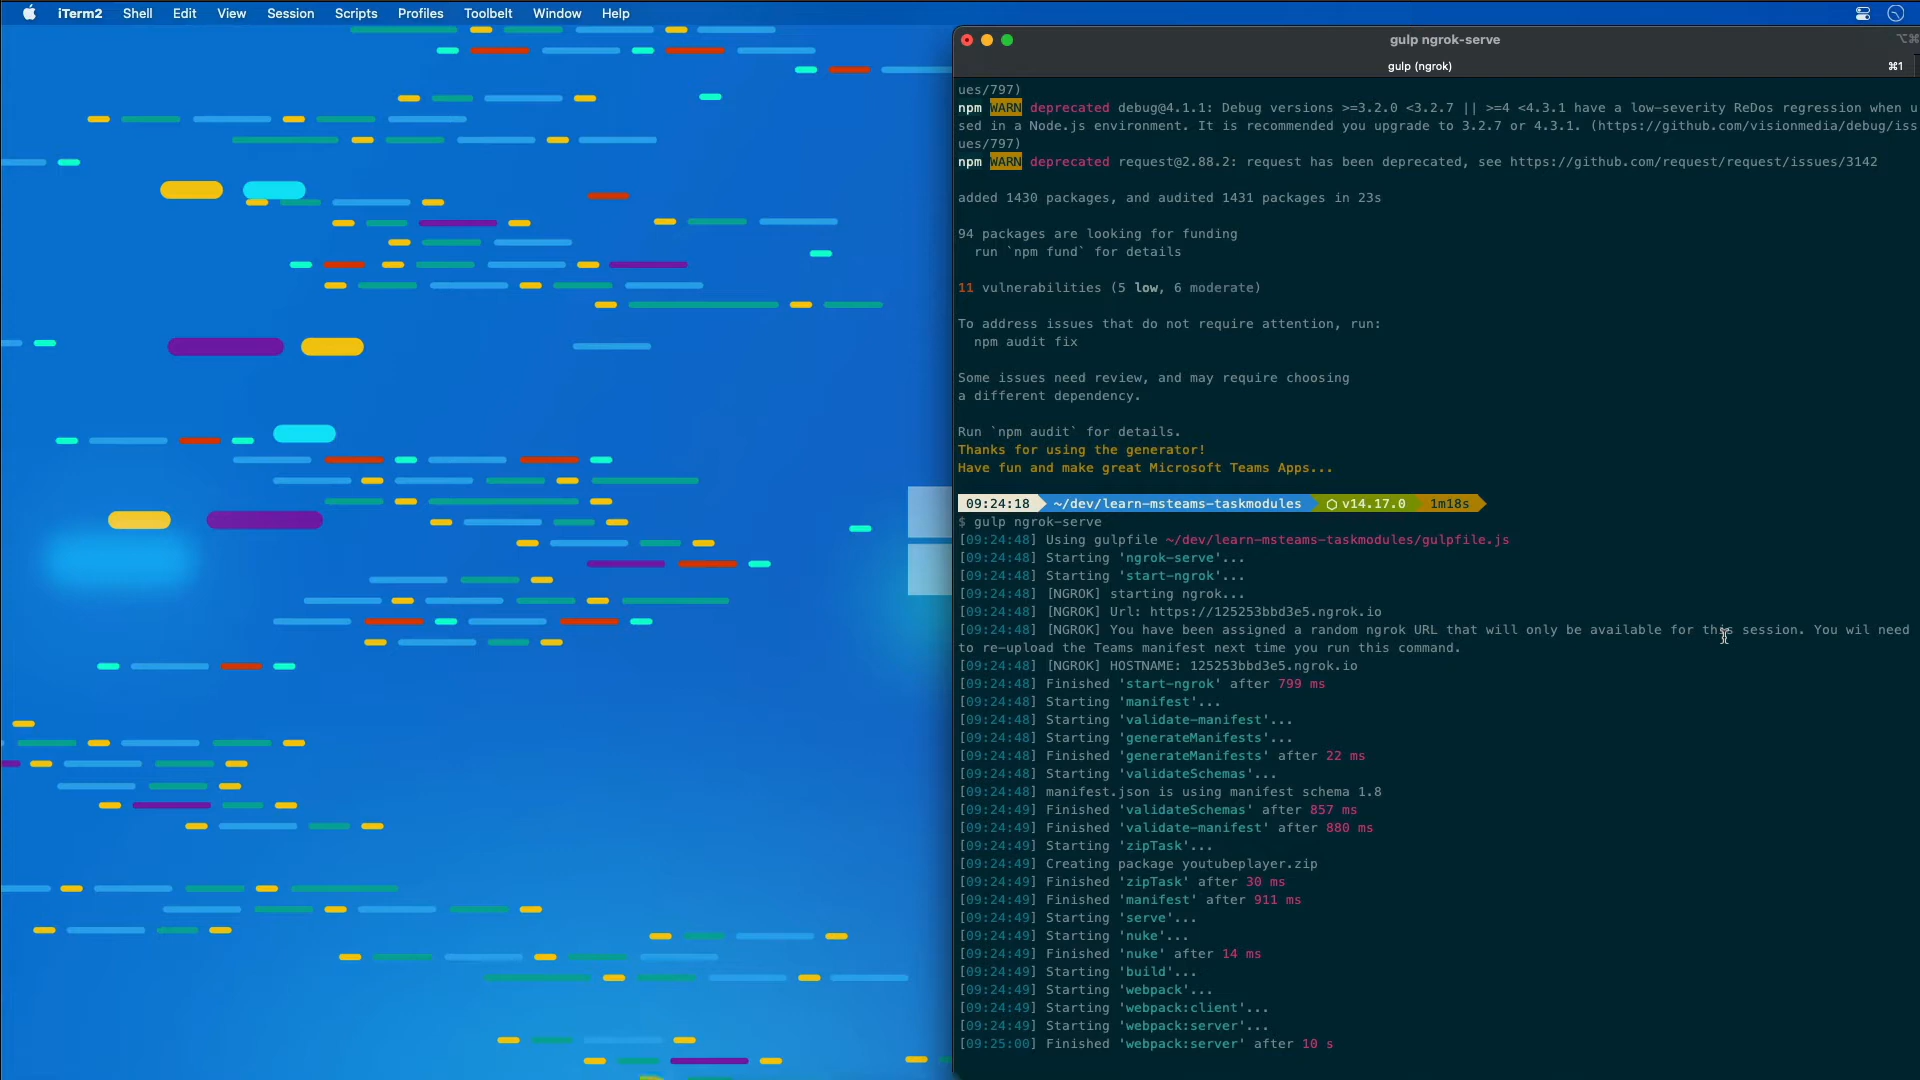 iTerm2 Shell Edit View Session Scripts Profiles Toolbelt Window Help
gulp ngrok-serve
⌥⌘
gulp (ngrok)
⌘1
ues/797)
npm WARN deprecated debug@4.1.1: Debug versions >=3.2.0 <3.2.7 || >=4 <4.3.1 have a low-severity ReDos regression when u
sed in a Node.js environment. It is recommended you upgrade to 3.2.7 or 4.3.1. (https://github.com/visionmedia/debug/iss
ues/797)
npm WARN deprecated request@2.88.2: request has been deprecated, see https://github.com/request/request/issues/3142
added 1430 packages, and audited 1431 packages in 23s
94 packages are looking for funding
run `npm fund` for details
11 vulnerabilities (5 low, 6 moderate)
To address issues that do not require attention, run:
npm audit fix
Some issues need review, and may require choosing
a different dependency.
Run `npm audit` for details.
Thanks for using the generator!
Have fun and make great Microsoft Teams Apps...
09:24:18 ~/dev/learn-msteams-taskmodules v14.17.0 1m18s
$ gulp ngrok-serve
[09:24:48] Using gulpfile ~/dev/learn-msteams-taskmodules/gulpfile.js
[09:24:48] Starting 'ngrok-serve'...
[09:24:48] Starting 'start-ngrok'...
[09:24:48] [NGROK] starting ngrok...
[09:24:48] [NGROK] Url: https://125253bbd3e5.ngrok.io
[09:24:48] [NGROK] You have been assigned a random ngrok URL that will only be available for this session. You wil need
to re-upload the Teams manifest next time you run this command.
[09:24:48] [NGROK] HOSTNAME: 125253bbd3e5.ngrok.io
[09:24:48] Finished 'start-ngrok' after 799 ms
[09:24:48] Starting 'manifest'...
[09:24:48] Starting 'validate-manifest'...
[09:24:48] Starting 'generateManifests'...
[09:24:48] Finished 'generateManifests' after 22 ms
[09:24:48] Starting 'validateSchemas'...
[09:24:48] manifest.json is using manifest schema 1.8
[09:24:49] Finished 'validateSchemas' after 857 ms
[09:24:49] Finished 'validate-manifest' after 880 ms
[09:24:49] Starting 'zipTask'...
[09:24:49] Creating package youtubeplayer.zip
[09:24:49] Finished 'zipTask' after 30 ms
[09:24:49] Finished 'manifest' after 911 ms
[09:24:49] Starting 'serve'...
[09:24:49] Starting 'nuke'...
[09:24:49] Finished 'nuke' after 14 ms
[09:24:49] Starting 'build'...
[09:24:49] Starting 'webpack'...
[09:24:49] Starting 'webpack:client'...
[09:24:49] Starting 'webpack:server'...
[09:25:00] Finished 'webpack:server' after 10 s